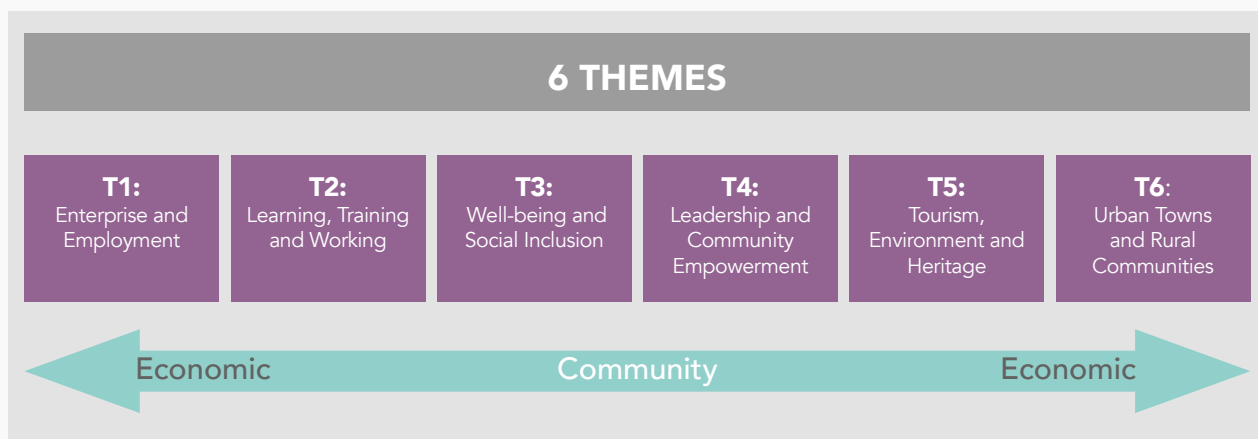 6 THEMES
T1:
Enterprise and
Employment
T2:
Learning, Training
and Working
T3:
Well-being and
Social Inclusion
T4:
Leadership and
Community
Empowerment
T5:
Tourism,
Environment and
Heritage
T6:
Urban Towns
and Rural
Communities
Economic
Community
Economic